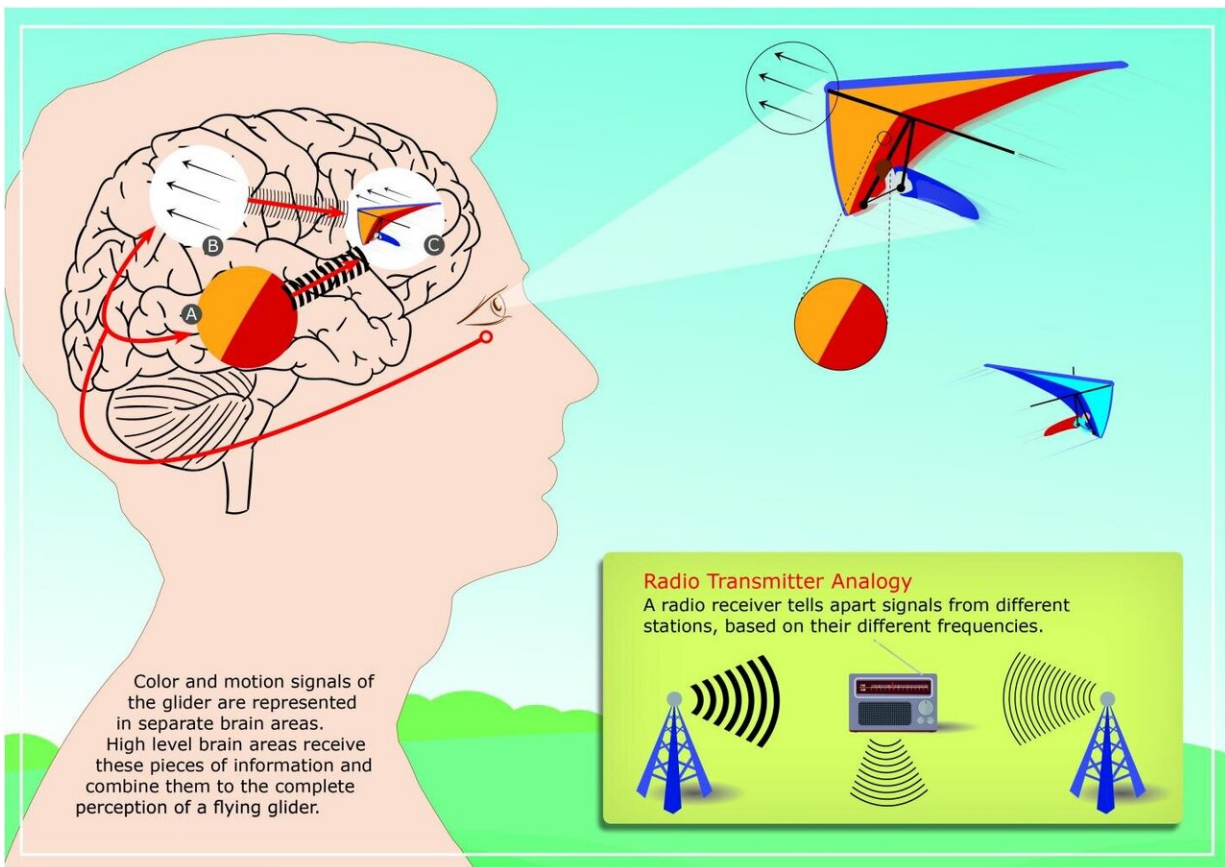 B
C
A
Radio Transmitter Analogy
A radio receiver tells apart signals from different
stations, based on their different frequencies.
Color and motion signals of
the glider are represented
in separate brain areas.
High level brain areas receive
these pieces of information and
combine them to the complete
perception of a flying glider.